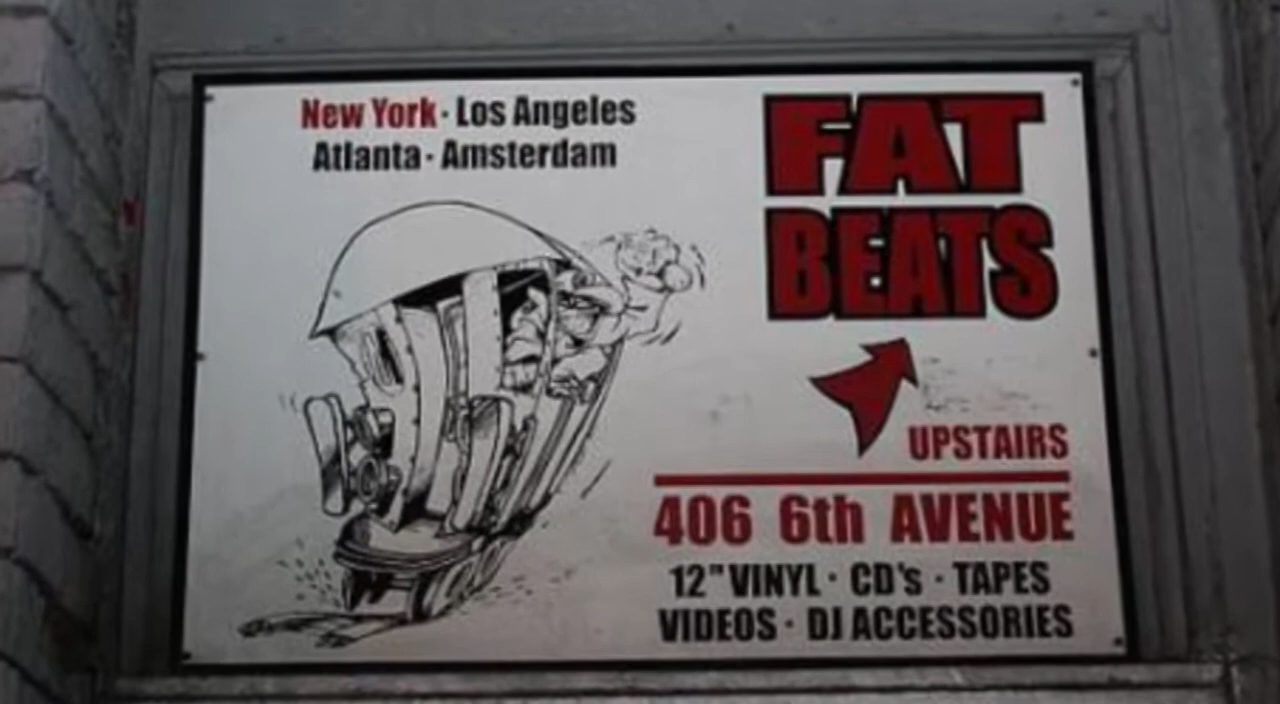 New York · Los Angeles
Atlanta · Amsterdam
FAT
BEATS
UPSTAIRS
406 6th AVENUE
12" VINYL · CD's · TAPES
VIDEOS · DJ ACCESSORIES